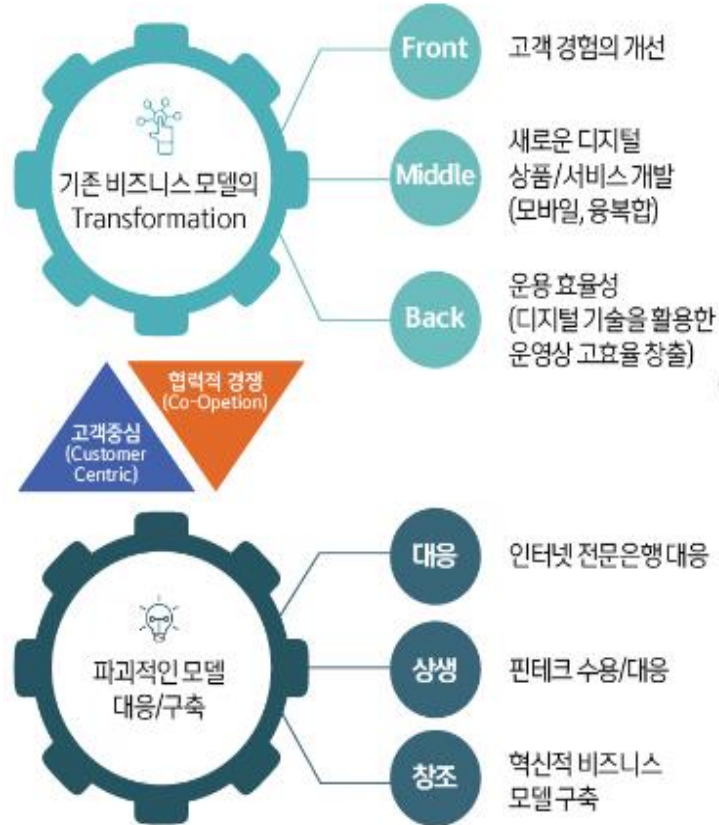 기존 비즈니스 모델의
Transformation
Front
고객 경험의 개선
Middle
새로운 디지털
상품/서비스 개발
(모바일, 융복합)
Back
운용 효율성
(디지털 기술을 활용한
운영상 고효율 창출)
협력적 경쟁
(Co-Opetion)
고객중심
(Customer
Centric)
파괴적인 모델
대응/구축
대응
인터넷 전문은행 대응
상생
핀테크 수용/대응
창조
혁신적 비즈니스
모델 구축